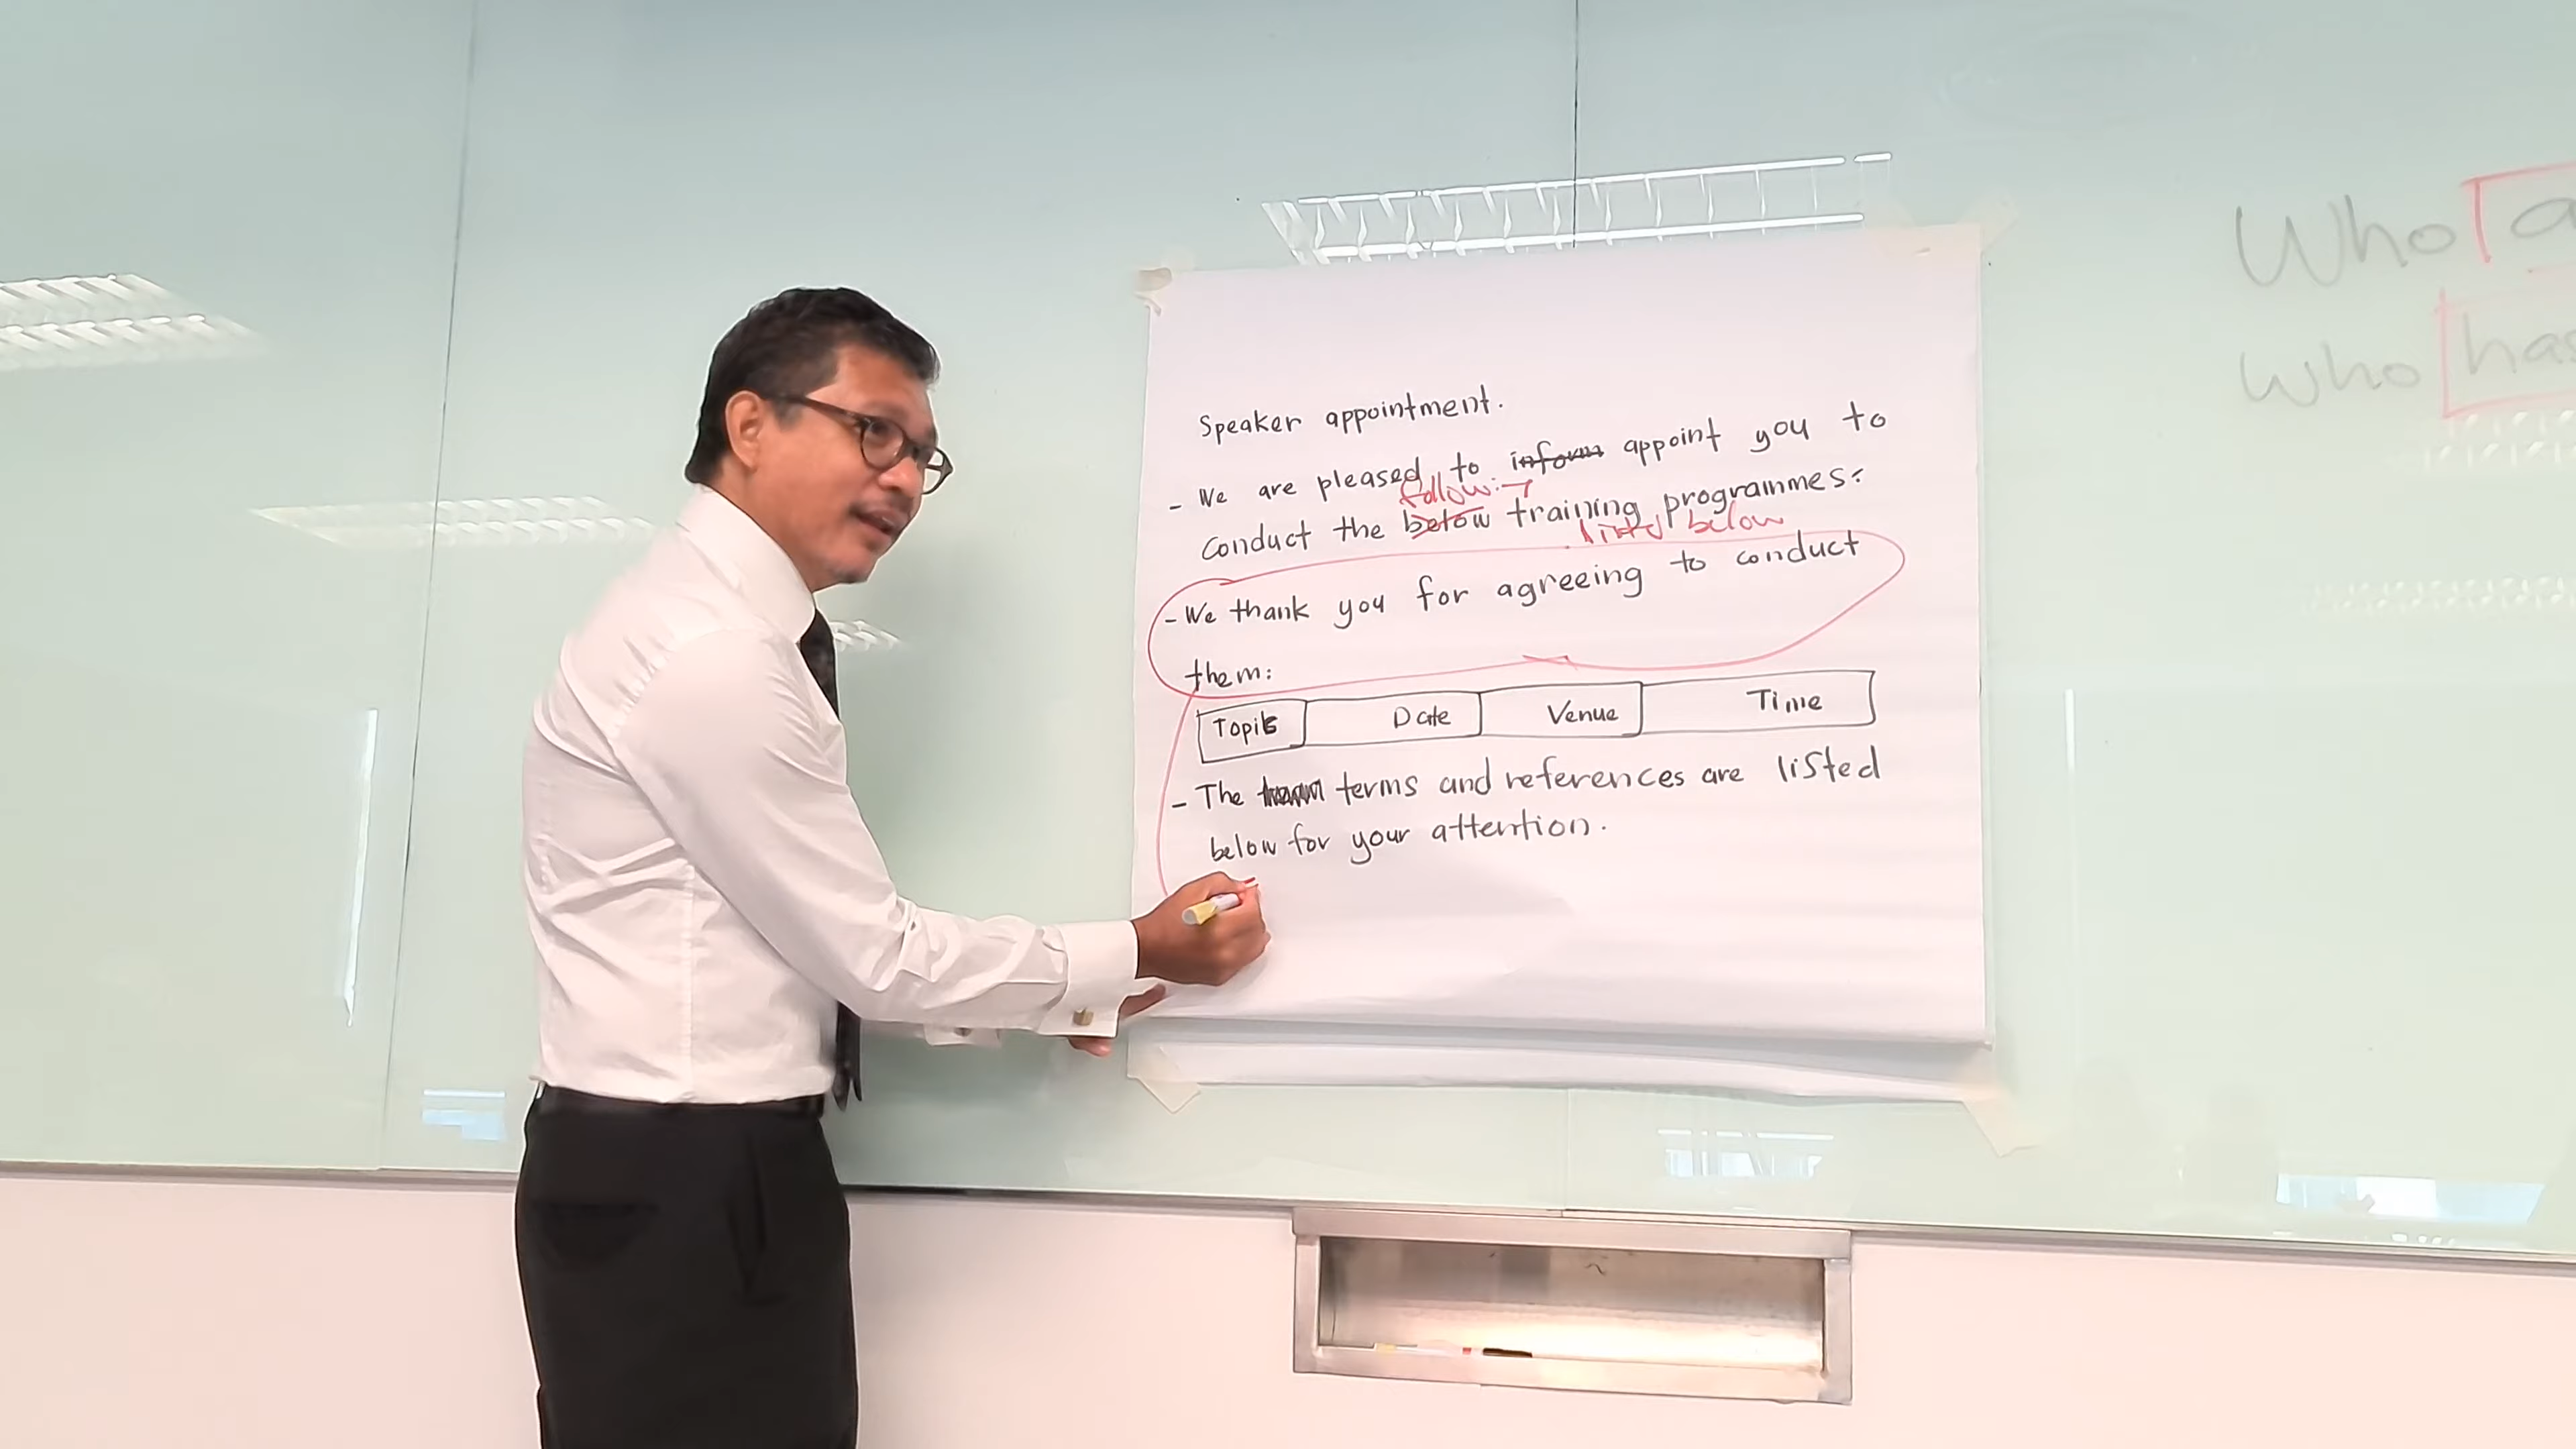 Speaker appointment.
- We are pleased to inform appoint you to
follow:
conduct the below training programmes:
listed below
- We thank you for agreeing to conduct
them:
Topic Date Venue Time
- The terms and references are listed
below for your attention.
Who
Who has